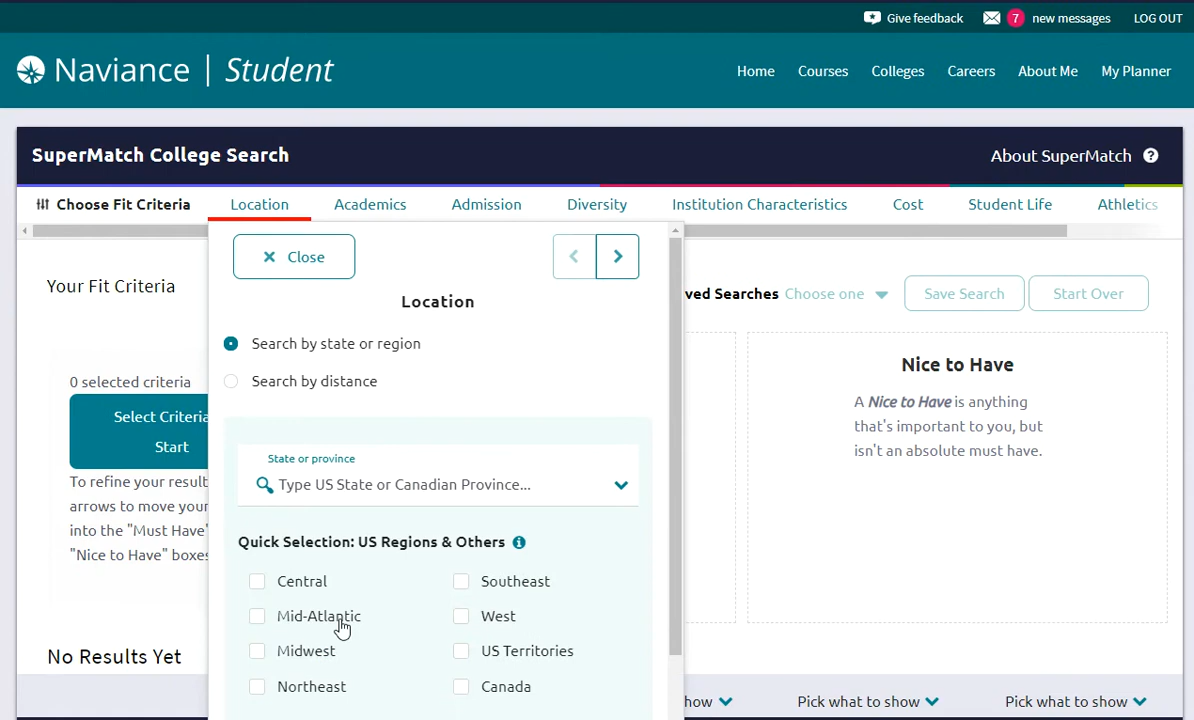 Give feedback
7 new messages
LOG OUT
Naviance | Student
Home
Courses
Colleges
Careers
About Me
My Planner
SuperMatch College Search
About SuperMatch ?
Choose Fit Criteria
Location
Academics
Admission
Diversity
Institution Characteristics
Cost
Student Life
Athletics
Your Fit Criteria
0 selected criteria
Select Criteria
Start
To refine your result
arrows to move your
into the "Must Have"
"Nice to Have" boxes
No Results Yet
Close
Location
Search by state or region
Search by distance
State or province
Type US State or Canadian Province...
Quick Selection: US Regions & Others
Central
Southeast
Mid-Atlantic
West
Midwest
US Territories
Northeast
Canada
ved Searches
Choose one
Save Search
Start Over
Nice to Have
A Nice to Have is anything
that's important to you, but
isn't an absolute must have.
how
Pick what to show
Pick what to show